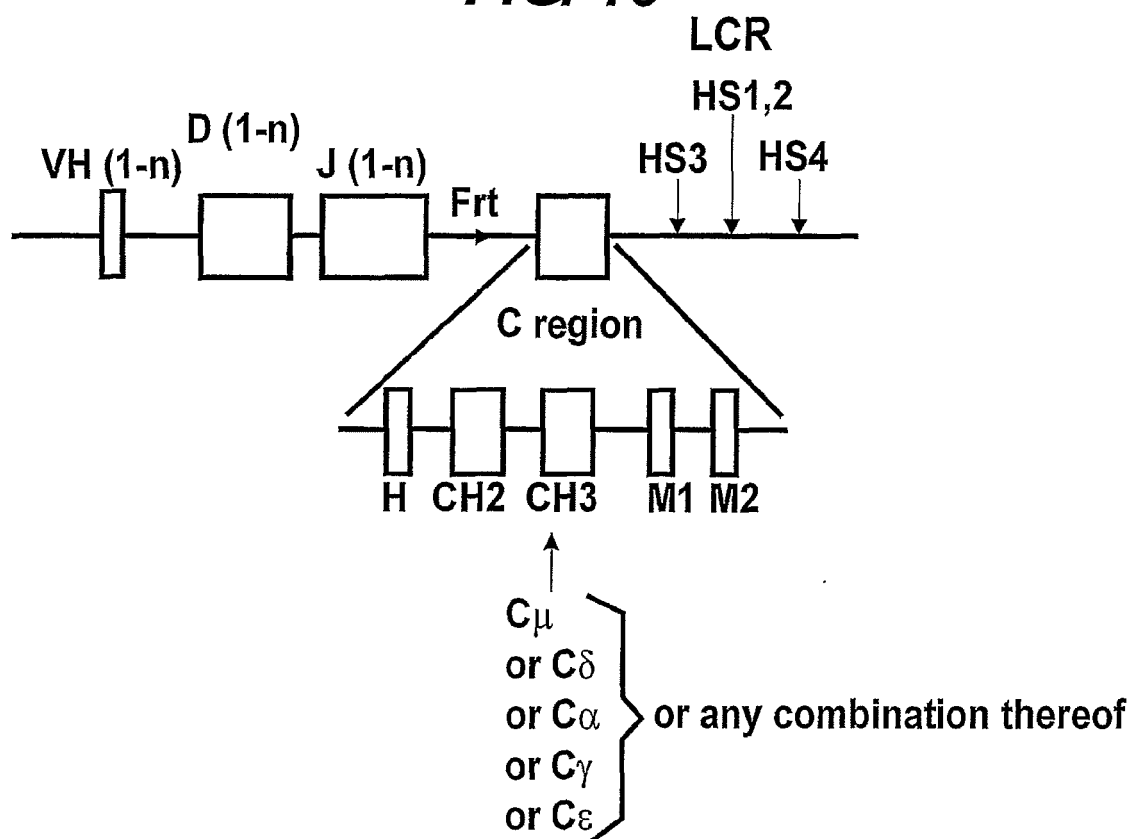 LCR
HS1,2
D (1-n)
VH (1-n)
J (1-n)
HS3
HS4
Frt
C region
H CH2 CH3 M1 M2
Cμ
or Cδ
or Cα
or Cγ
or Cε
or any combination thereof